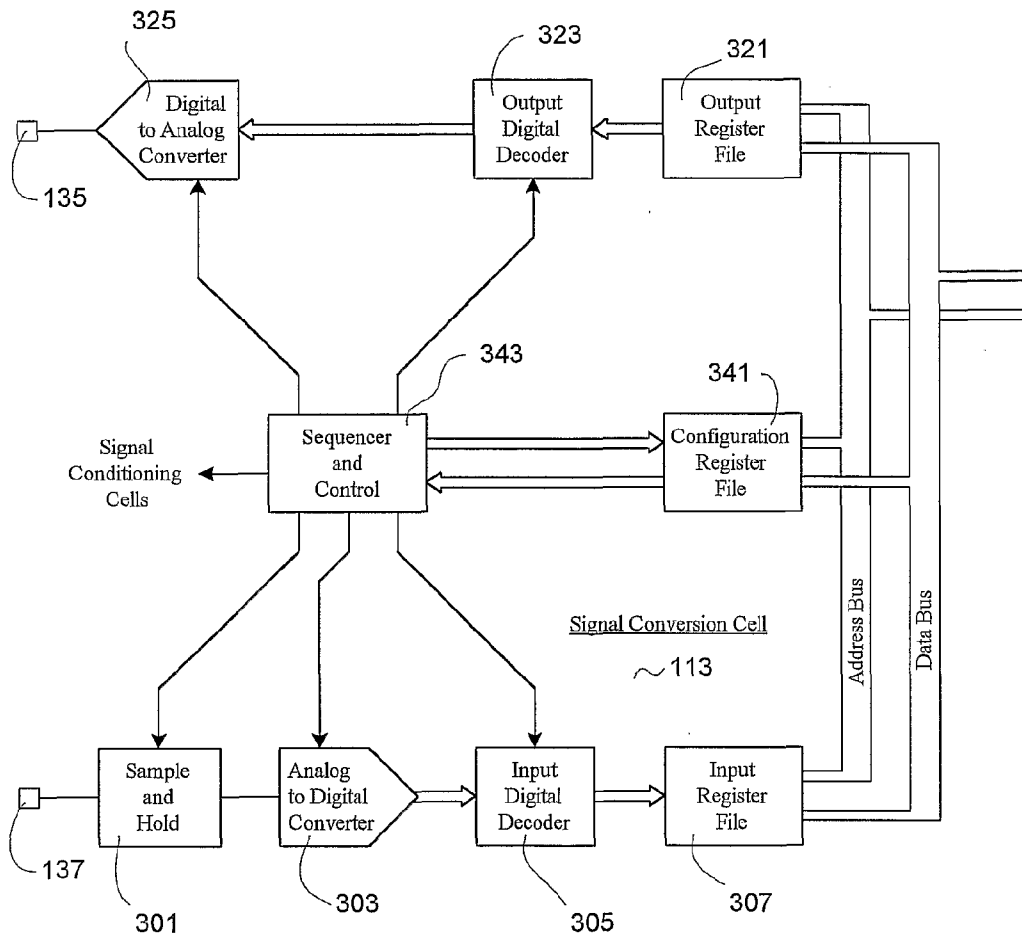 325
323
321
Digital
to Analog
Converter
Output
Digital
Decoder
Output
Register
File
135
343
341
Signal
Conditioning
Cells
Sequencer
and
Control
Configuration
Register
File
Signal Conversion Cell
113
Address Bus
Data Bus
Sample
and
Hold
Analog
to Digital
Converter
Input
Digital
Decoder
Input
Register
File
137
301
303
305
307